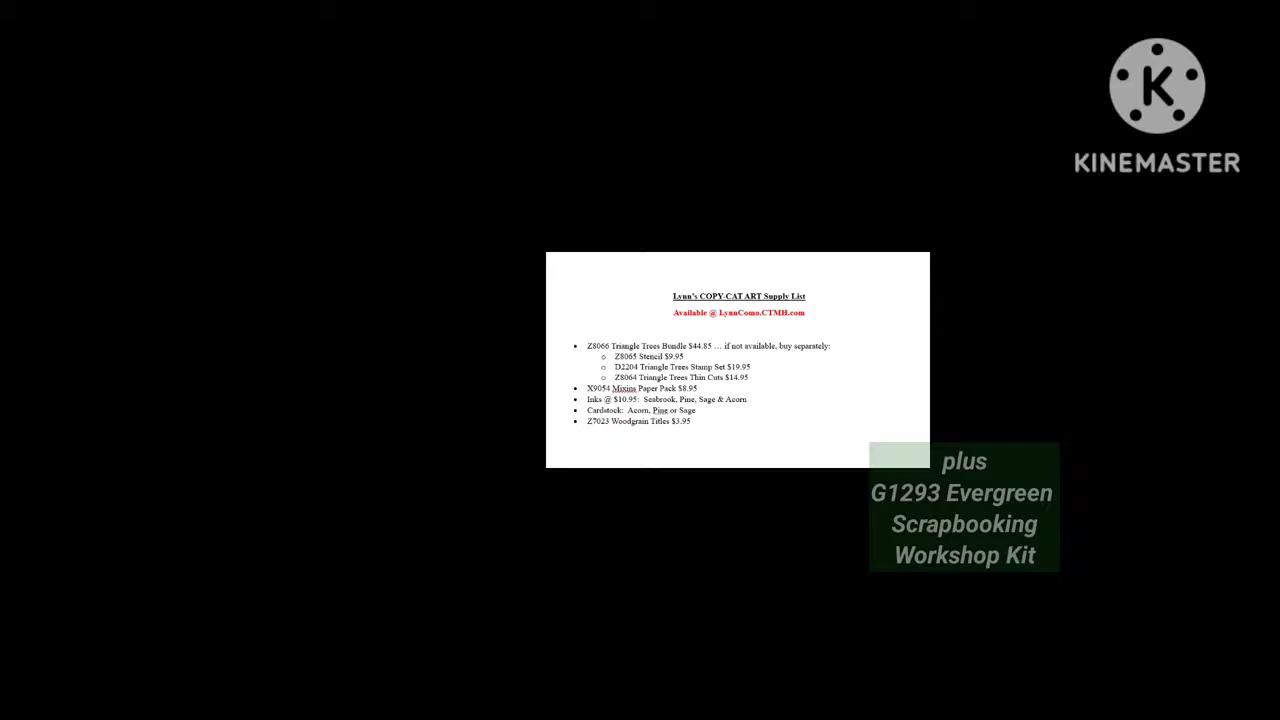 K
KINEMASTER
Lynn's COPY-CAT ART Supply List
Available @ LynnComo.CTMH.com
• Z8066 Triangle Trees Bundle $44.85 … if not available, buy separately:
o Z8065 Stencil $9.95
o D2204 Triangle Trees Stamp Set $19.95
o Z8064 Triangle Trees Thin Cuts $14.95
• X9054 Mixins Paper Pack $8.95
• Inks @ $10.95: Seabrook, Pine, Sage & Acorn
• Cardstock: Acorn, Pine or Sage
• Z7023 Woodgrain Titles $3.95
plus
G1293 Evergreen
Scrapbooking
Workshop Kit